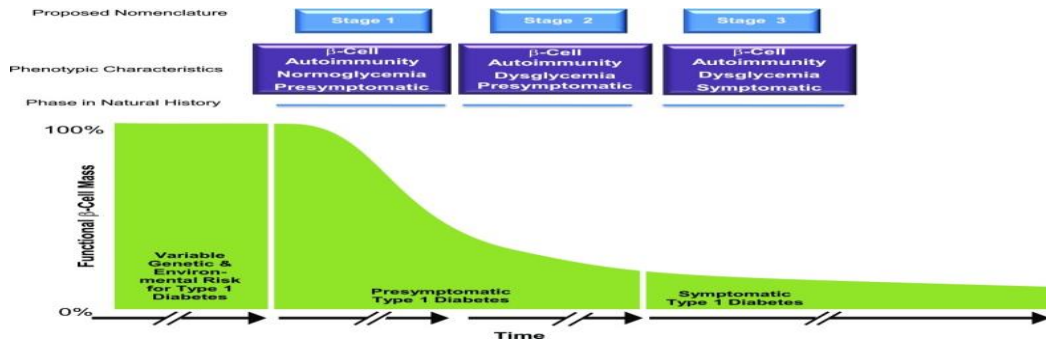 Proposed Nomenclature
Stage 1
Stage 2
Stage 3
Phenotypic Characteristics
β-Cell
Autoimmunity
Normoglycemia
Presymptomatic
β-Cell
Autoimmunity
Dysglycemia
Presymptomatic
β-Cell
Autoimmunity
Dysglycemia
Symptomatic
Phase in Natural History
100%
Functional β-Cell Mass
0%
Variable
Genetic &
Environ-
mental Risk
for Type 1
Diabetes
Presymptomatic
Type 1 Diabetes
Symptomatic
Type 1 Diabetes
Time